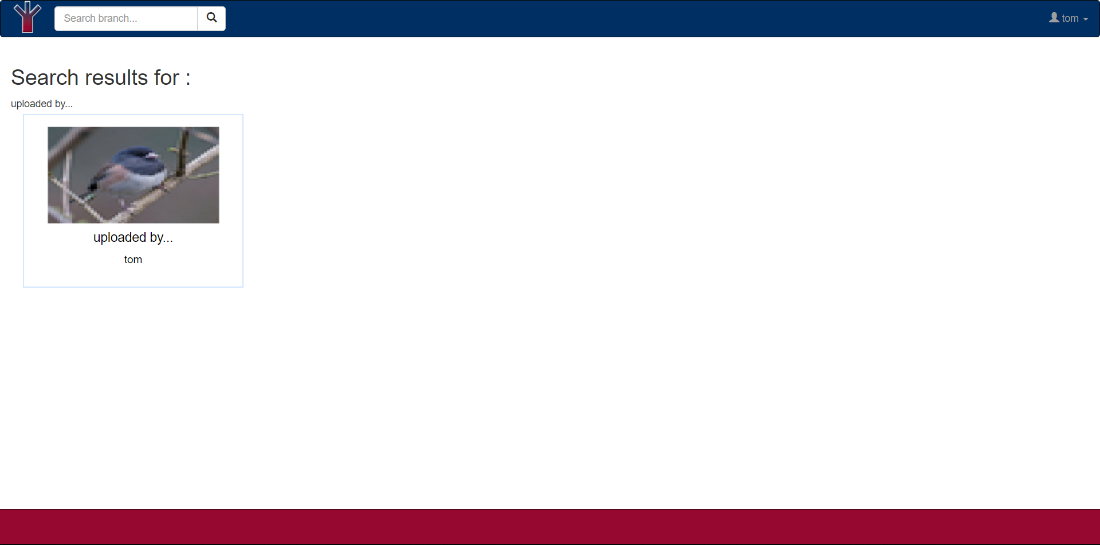 Search branch...
tom
Search results for :
uploaded by...
uploaded by...
tom